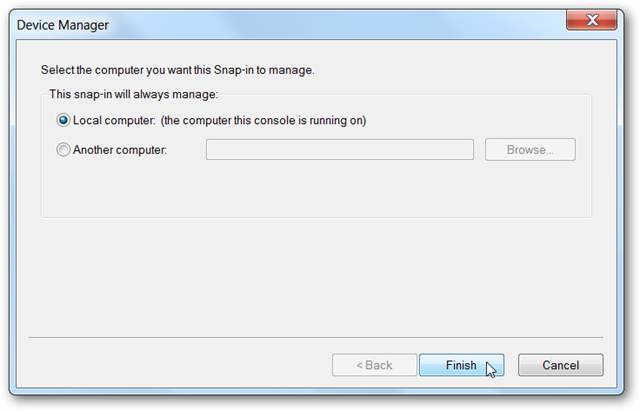 Device Manager
Select the computer you want this Snap-in to manage.
This snap-in will always manage:
Local computer: (the computer this console is running on)
Another computer:
Browse...
< Back
Finish
Cancel